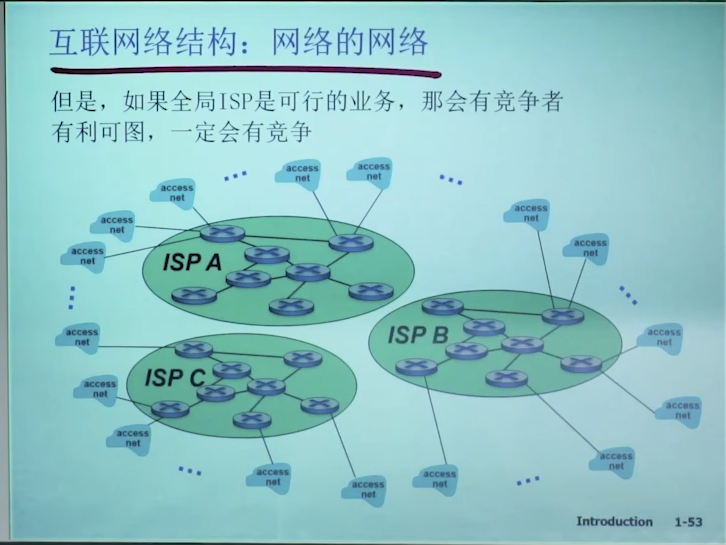 互联网络结构：网络的网络
但是，如果全局ISP是可行的业务，那会有竞争者
有利可图，一定会有竞争
access
net
access
net
access
net
access
net
access
net
access
net
access
net
ISP A
access
net
ISP B
access
net
ISP C
access
net
access
net
access
net
access
net
access
net
access
net
access
net
Introduction 1-53